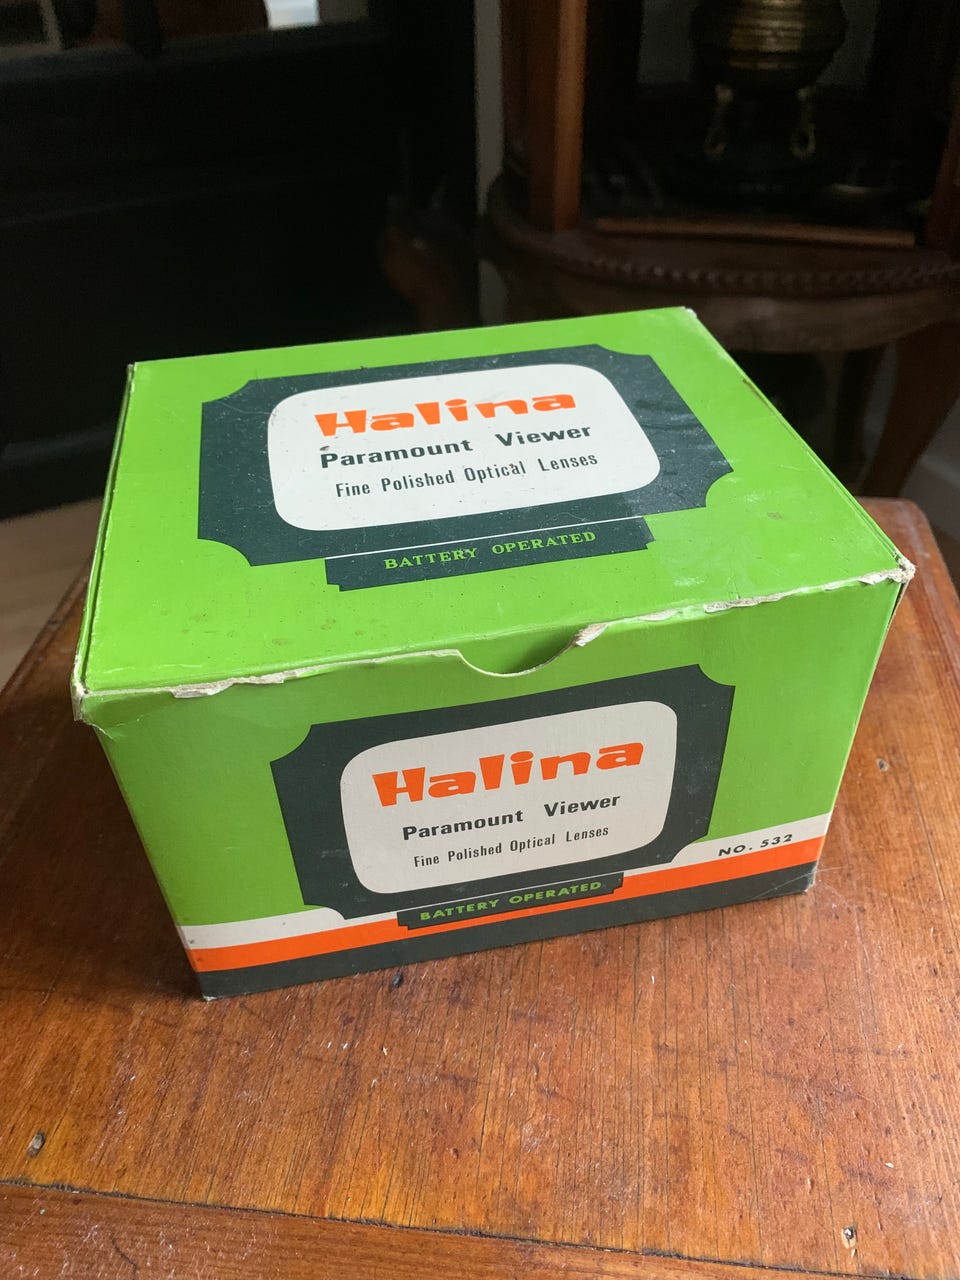 Halina
Paramount Viewer
Fine Polished Optical Lenses
BATTERY OPERATED
Halina
Paramount Viewer
Fine Polished Optical Lenses
NO. 532
BATTERY OPERATED